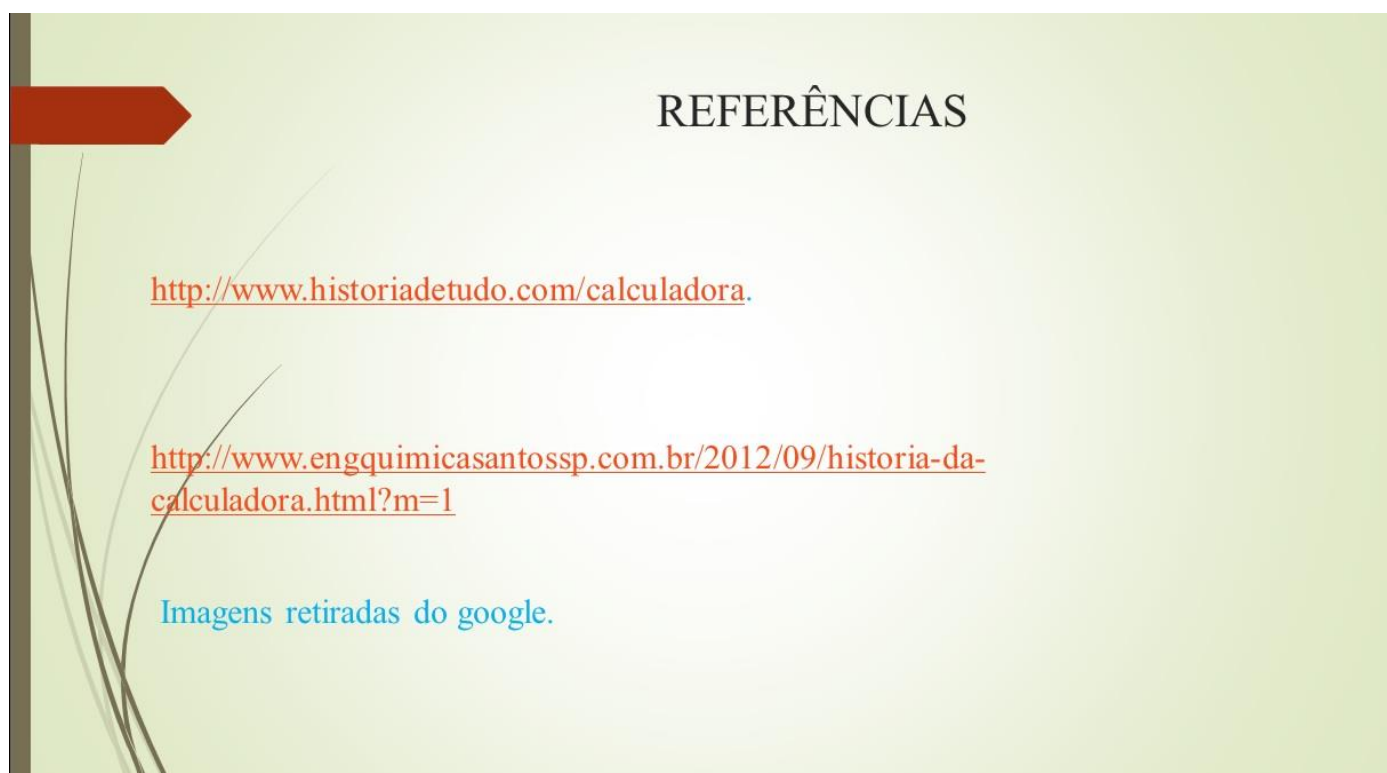 REFERÊNCIAS
http://www.historiadetudo.com/calculadora.
http://www.engquimicasantossp.com.br/2012/09/historia-da-
calculadora.html?m=1
Imagens retiradas do google.